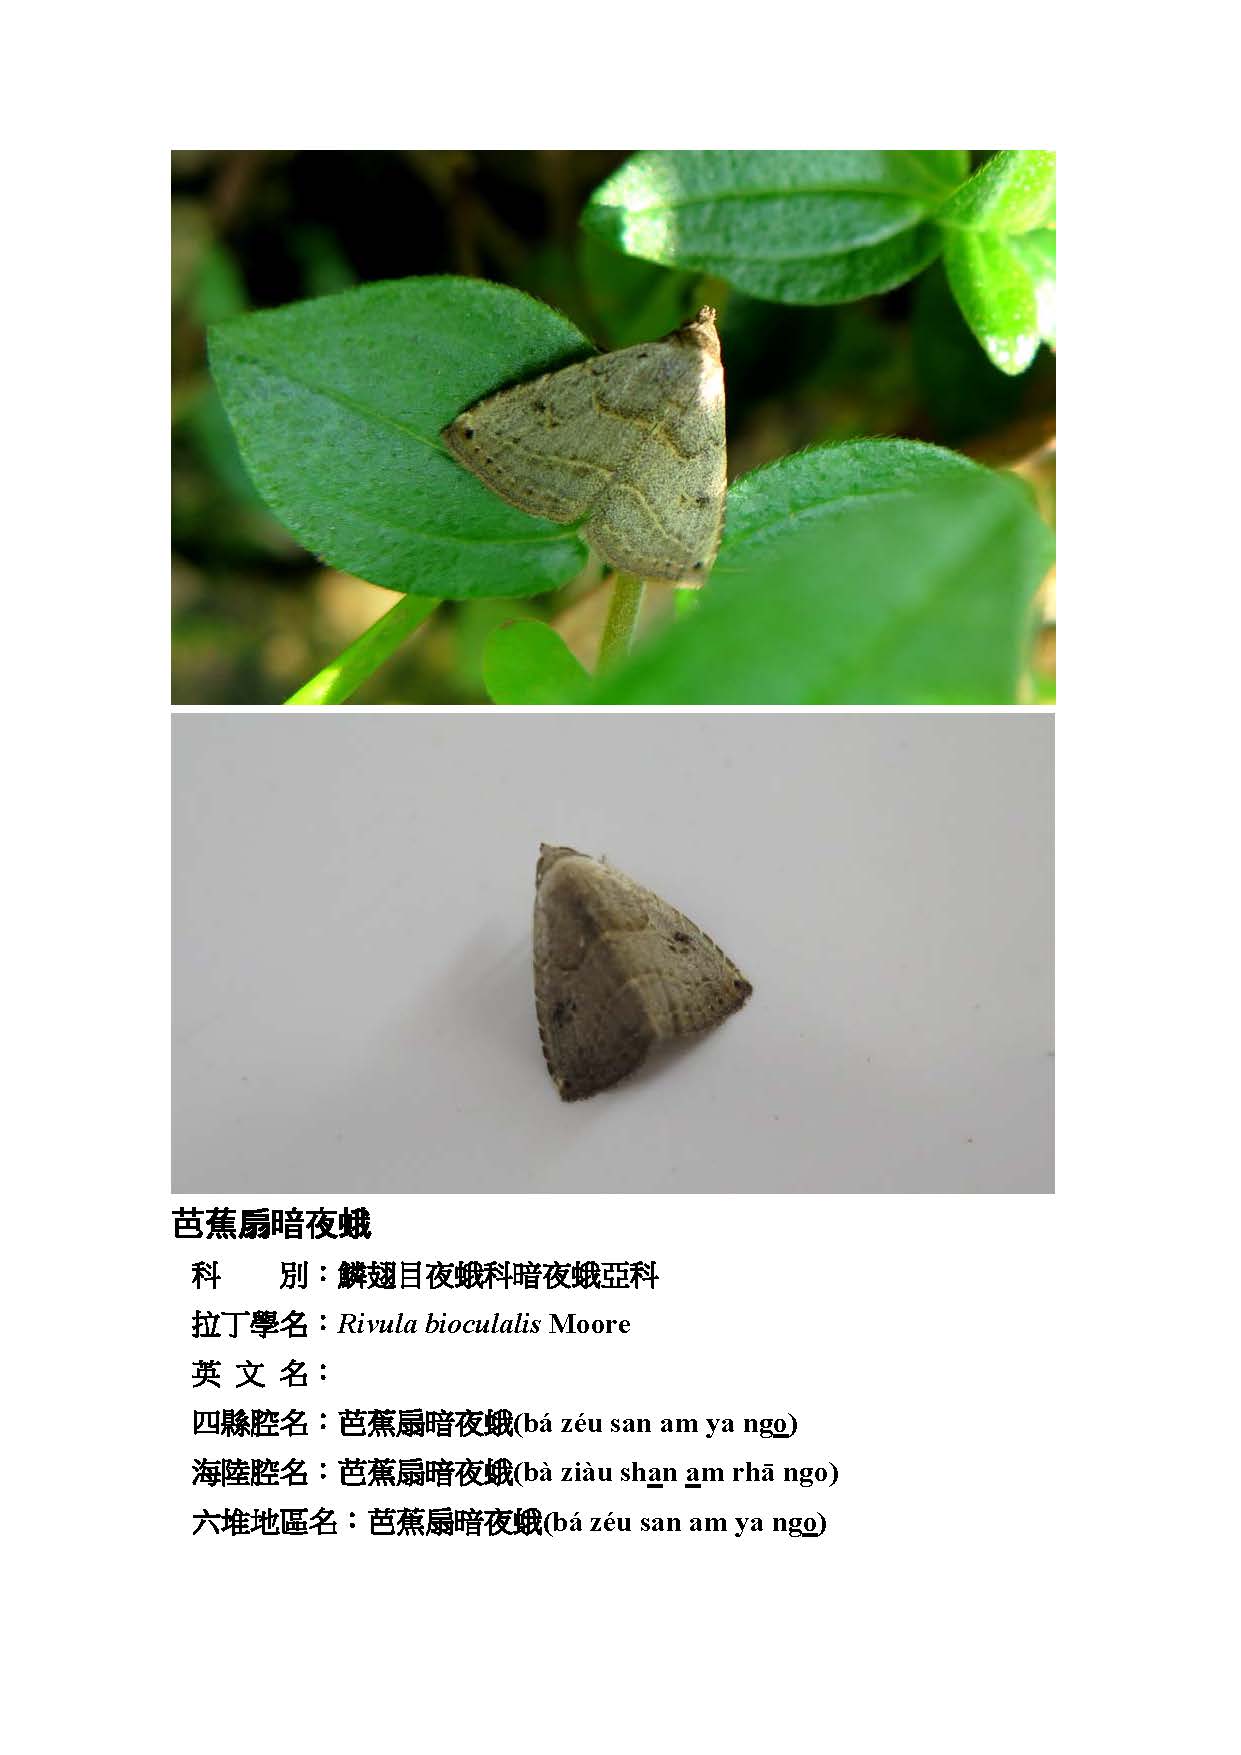 芭蕉扇暗夜蛾
科　　別：鱗翅目夜蛾科暗夜蛾亞科
拉丁學名：Rivula bioculalis Moore
英 文 名：
四縣腔名：芭蕉扇暗夜蛾(bá zéu san am ya ngo)
海陸腔名：芭蕉扇暗夜蛾(bà ziàu shan am rhā ngo)
六堆地區名：芭蕉扇暗夜蛾(bá zéu san am ya ngo)